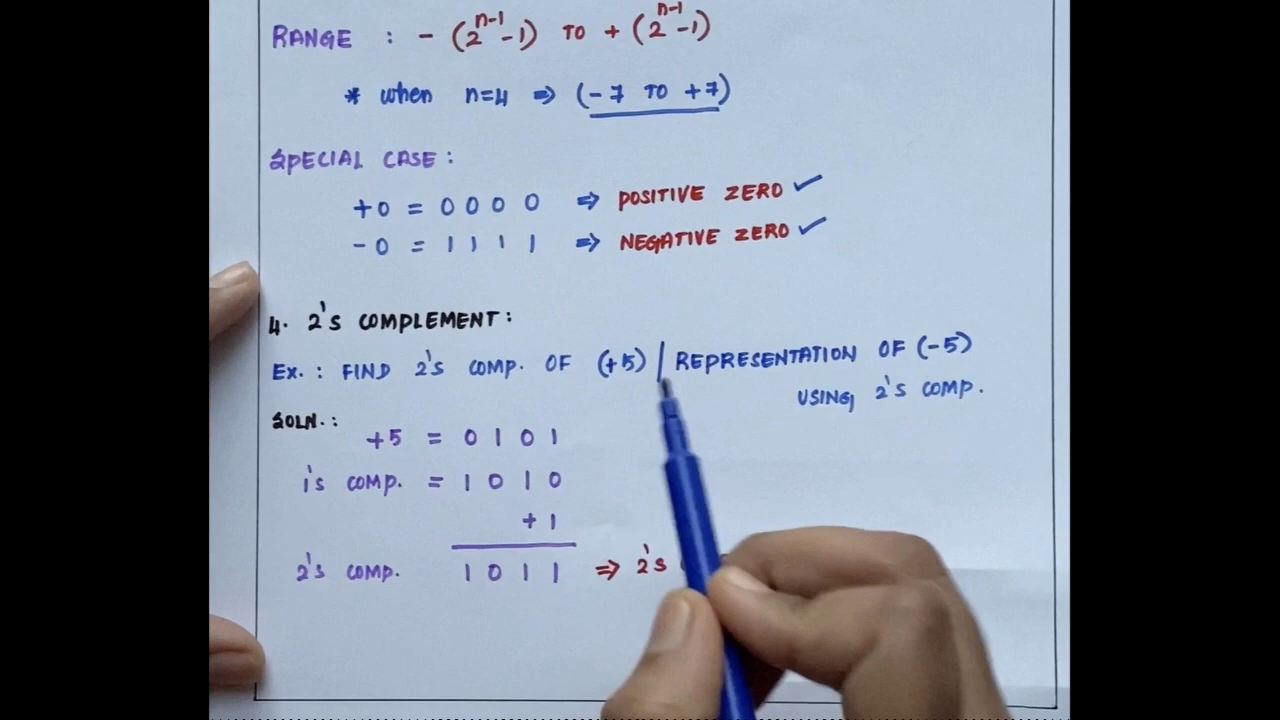 RANGE : - (2^(n-1) - 1) TO + (2^(n-1) - 1)
* when n=4 ⇒ (-7 TO +7)
SPECIAL CASE:
+0 = 0 0 0 0 ⇒ POSITIVE ZERO ✓
-0 = 1 1 1 1 ⇒ NEGATIVE ZERO ✓
4. 2's COMPLEMENT:
Ex.: FIND 2's COMP. OF (+5) / REPRESENTATION OF (-5)
USING 2's COMP.
SOLN.:
+5 = 0 1 0 1
1's COMP. = 1 0 1 0
+ 1
2's COMP. 1 0 1 1 ⇒ 2's